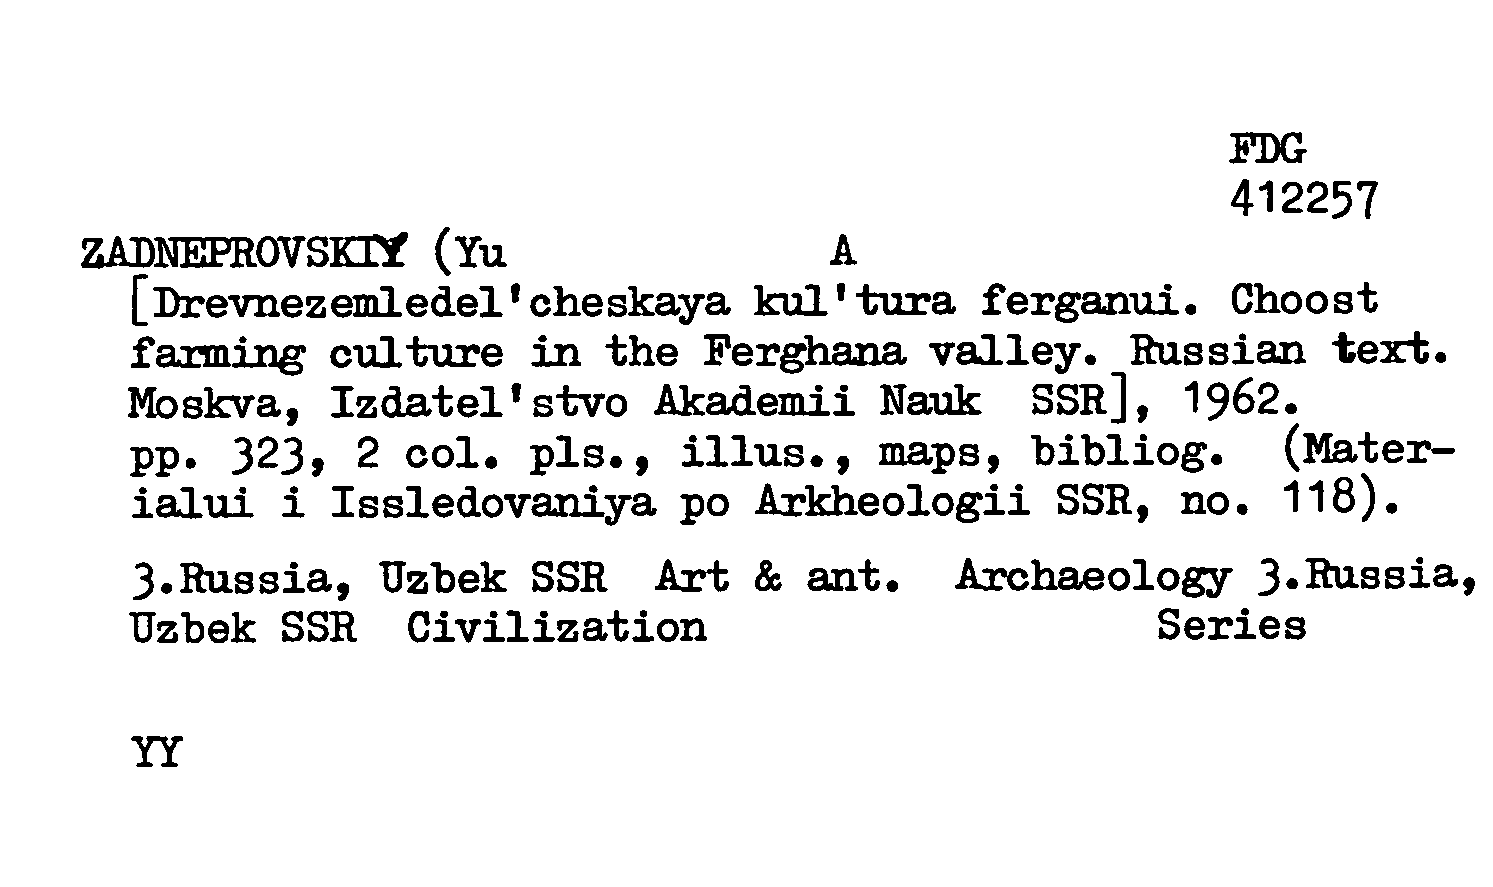 FDG
412257
ZADNEPROVSKIY (Yu A
[Drevnezemledel'cheskaya kul'tura ferganui. Choost
farming culture in the Ferghana valley. Russian text.
Moskva, Izdatel'stvo Akademii Nauk SSR], 1962.
pp. 323, 2 col. pls., illus., maps, bibliog. (Mater-
ialui i Issledovaniya po Arkheologii SSR, no. 118).
3.Russia, Uzbek SSR Art & ant. Archaeology 3.Russia,
Uzbek SSR Civilization Series
YY